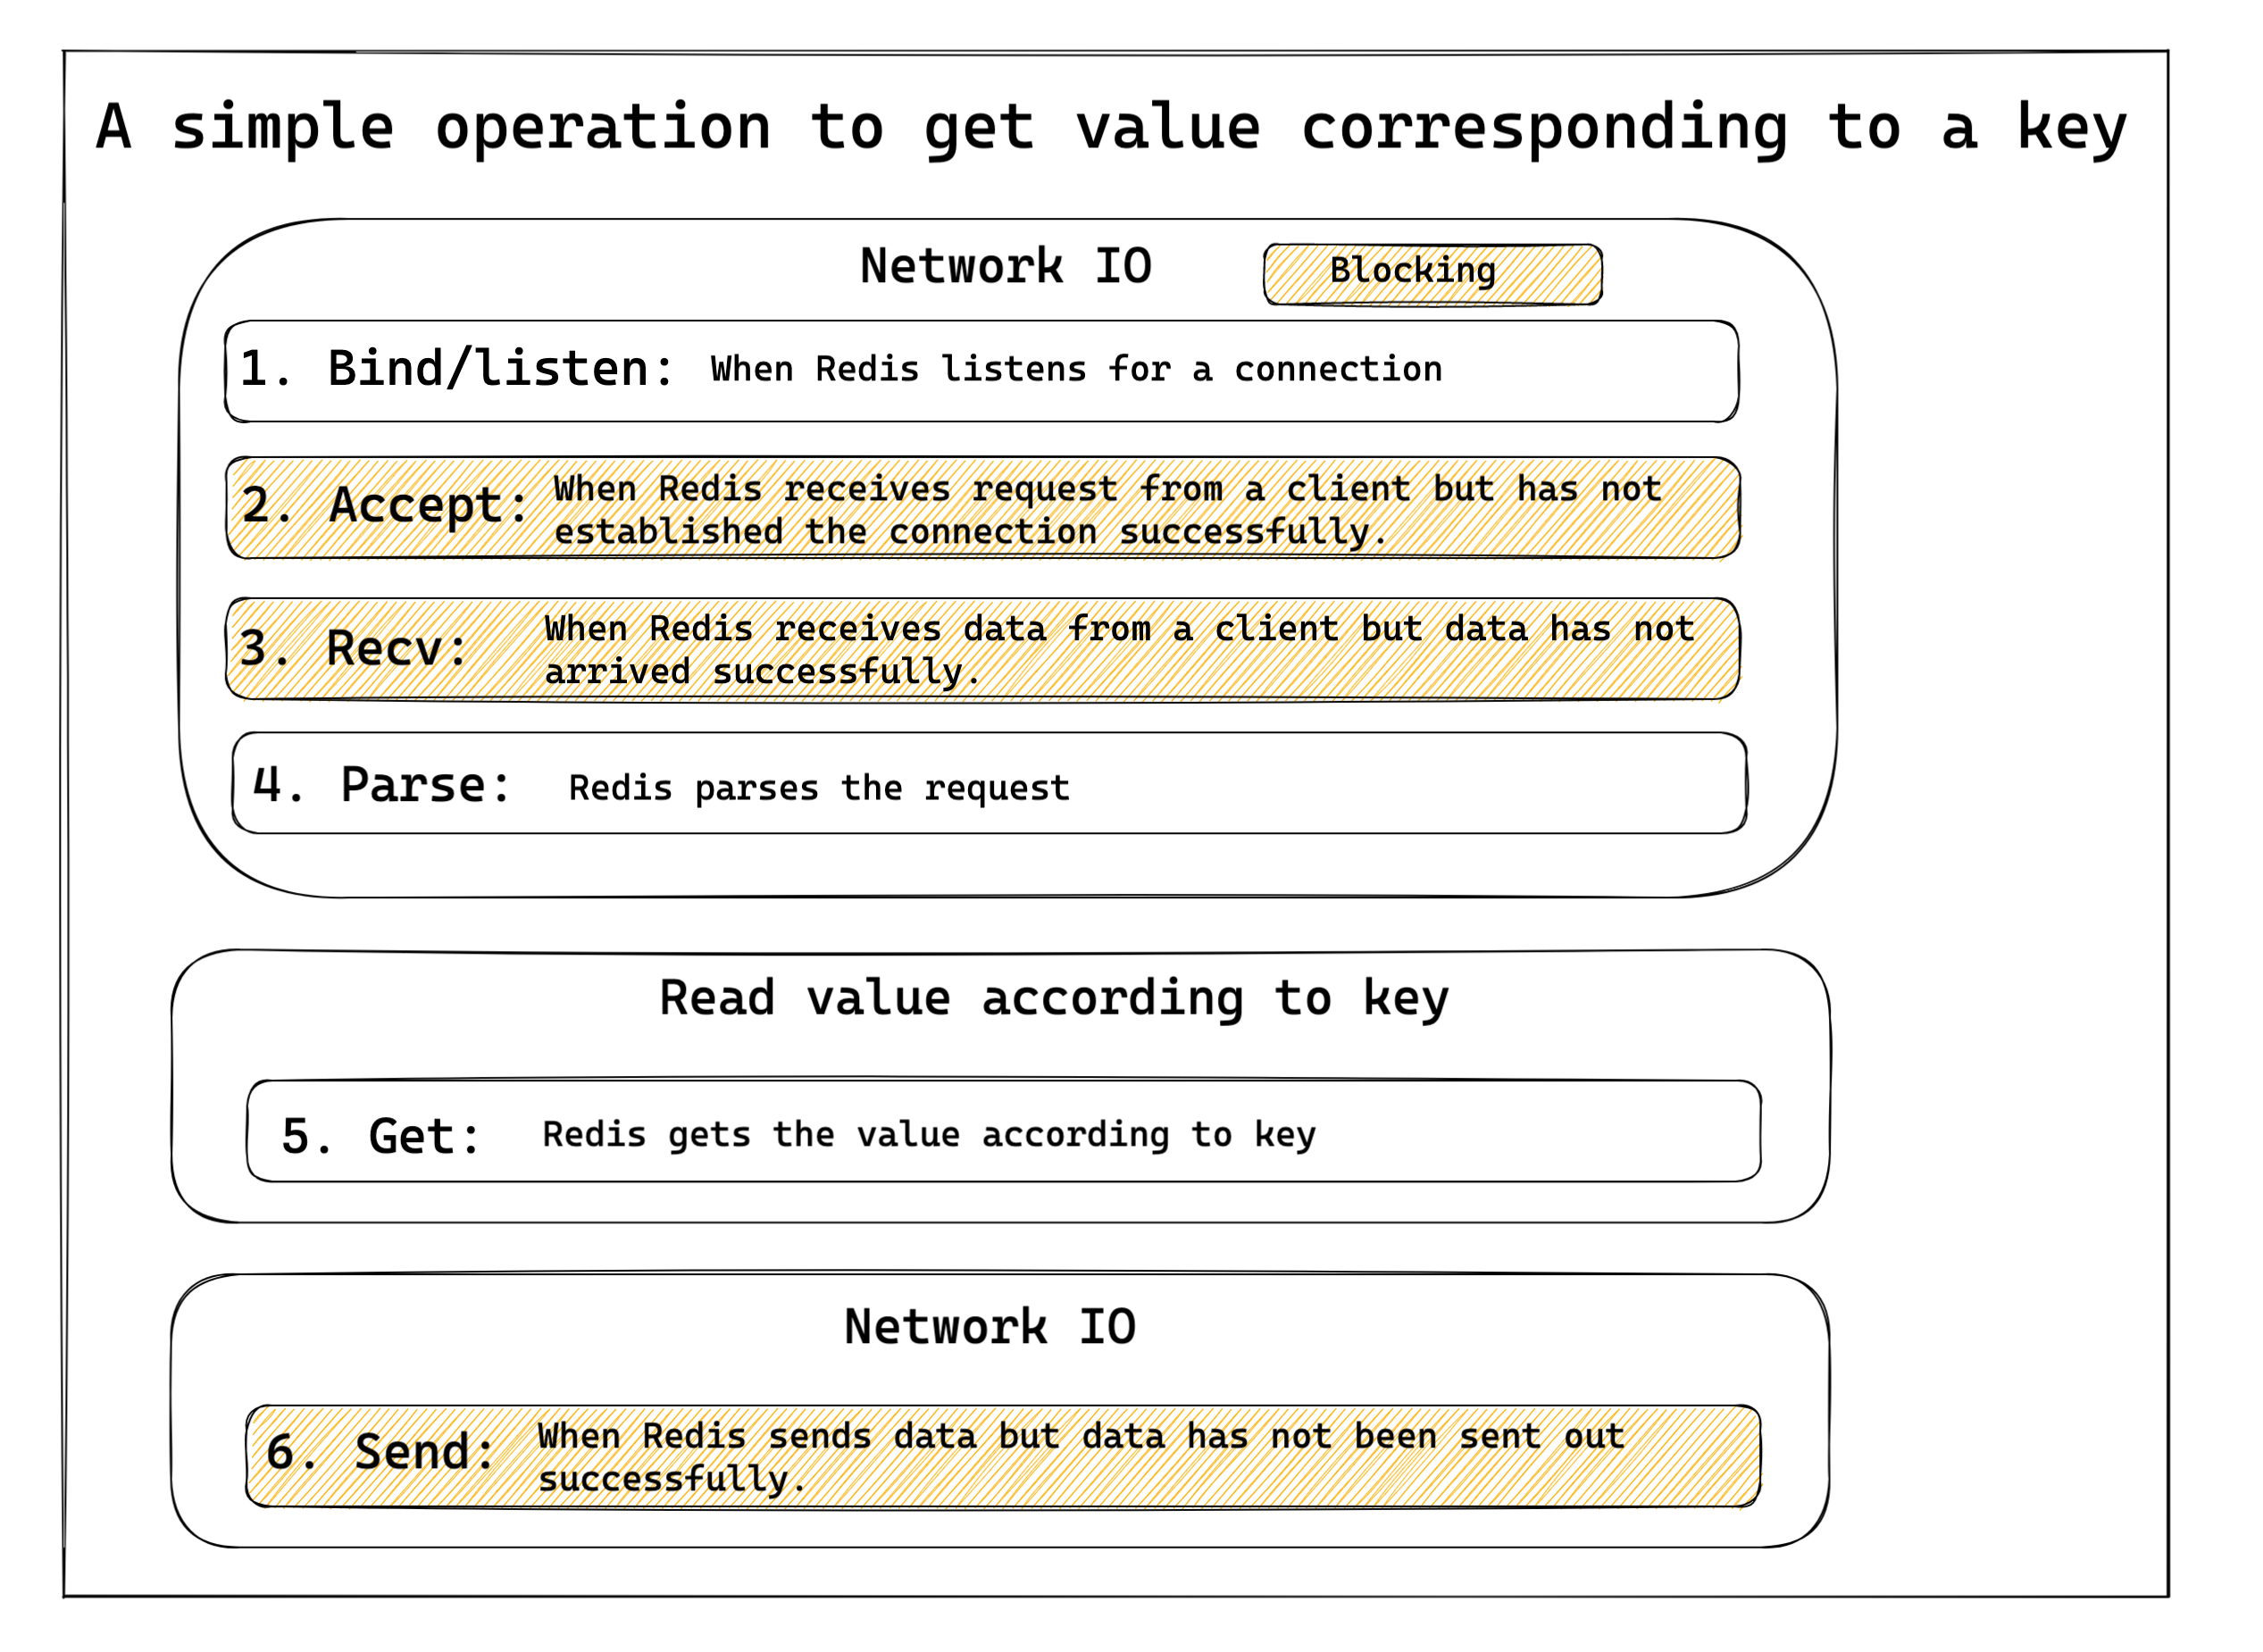 A simple operation to get value corresponding to a key
Network IO
Blocking
1. Bind/listen: When Redis listens for a connection
2. Accept: When Redis receives request from a client but has not
established the connection successfully.
3. Recv: When Redis receives data from a client but data has not
arrived successfully.
4. Parse: Redis parses the request
Read value according to key
5. Get: Redis gets the value according to key
Network IO
6. Send: When Redis sends data but data has not been sent out
successfully.